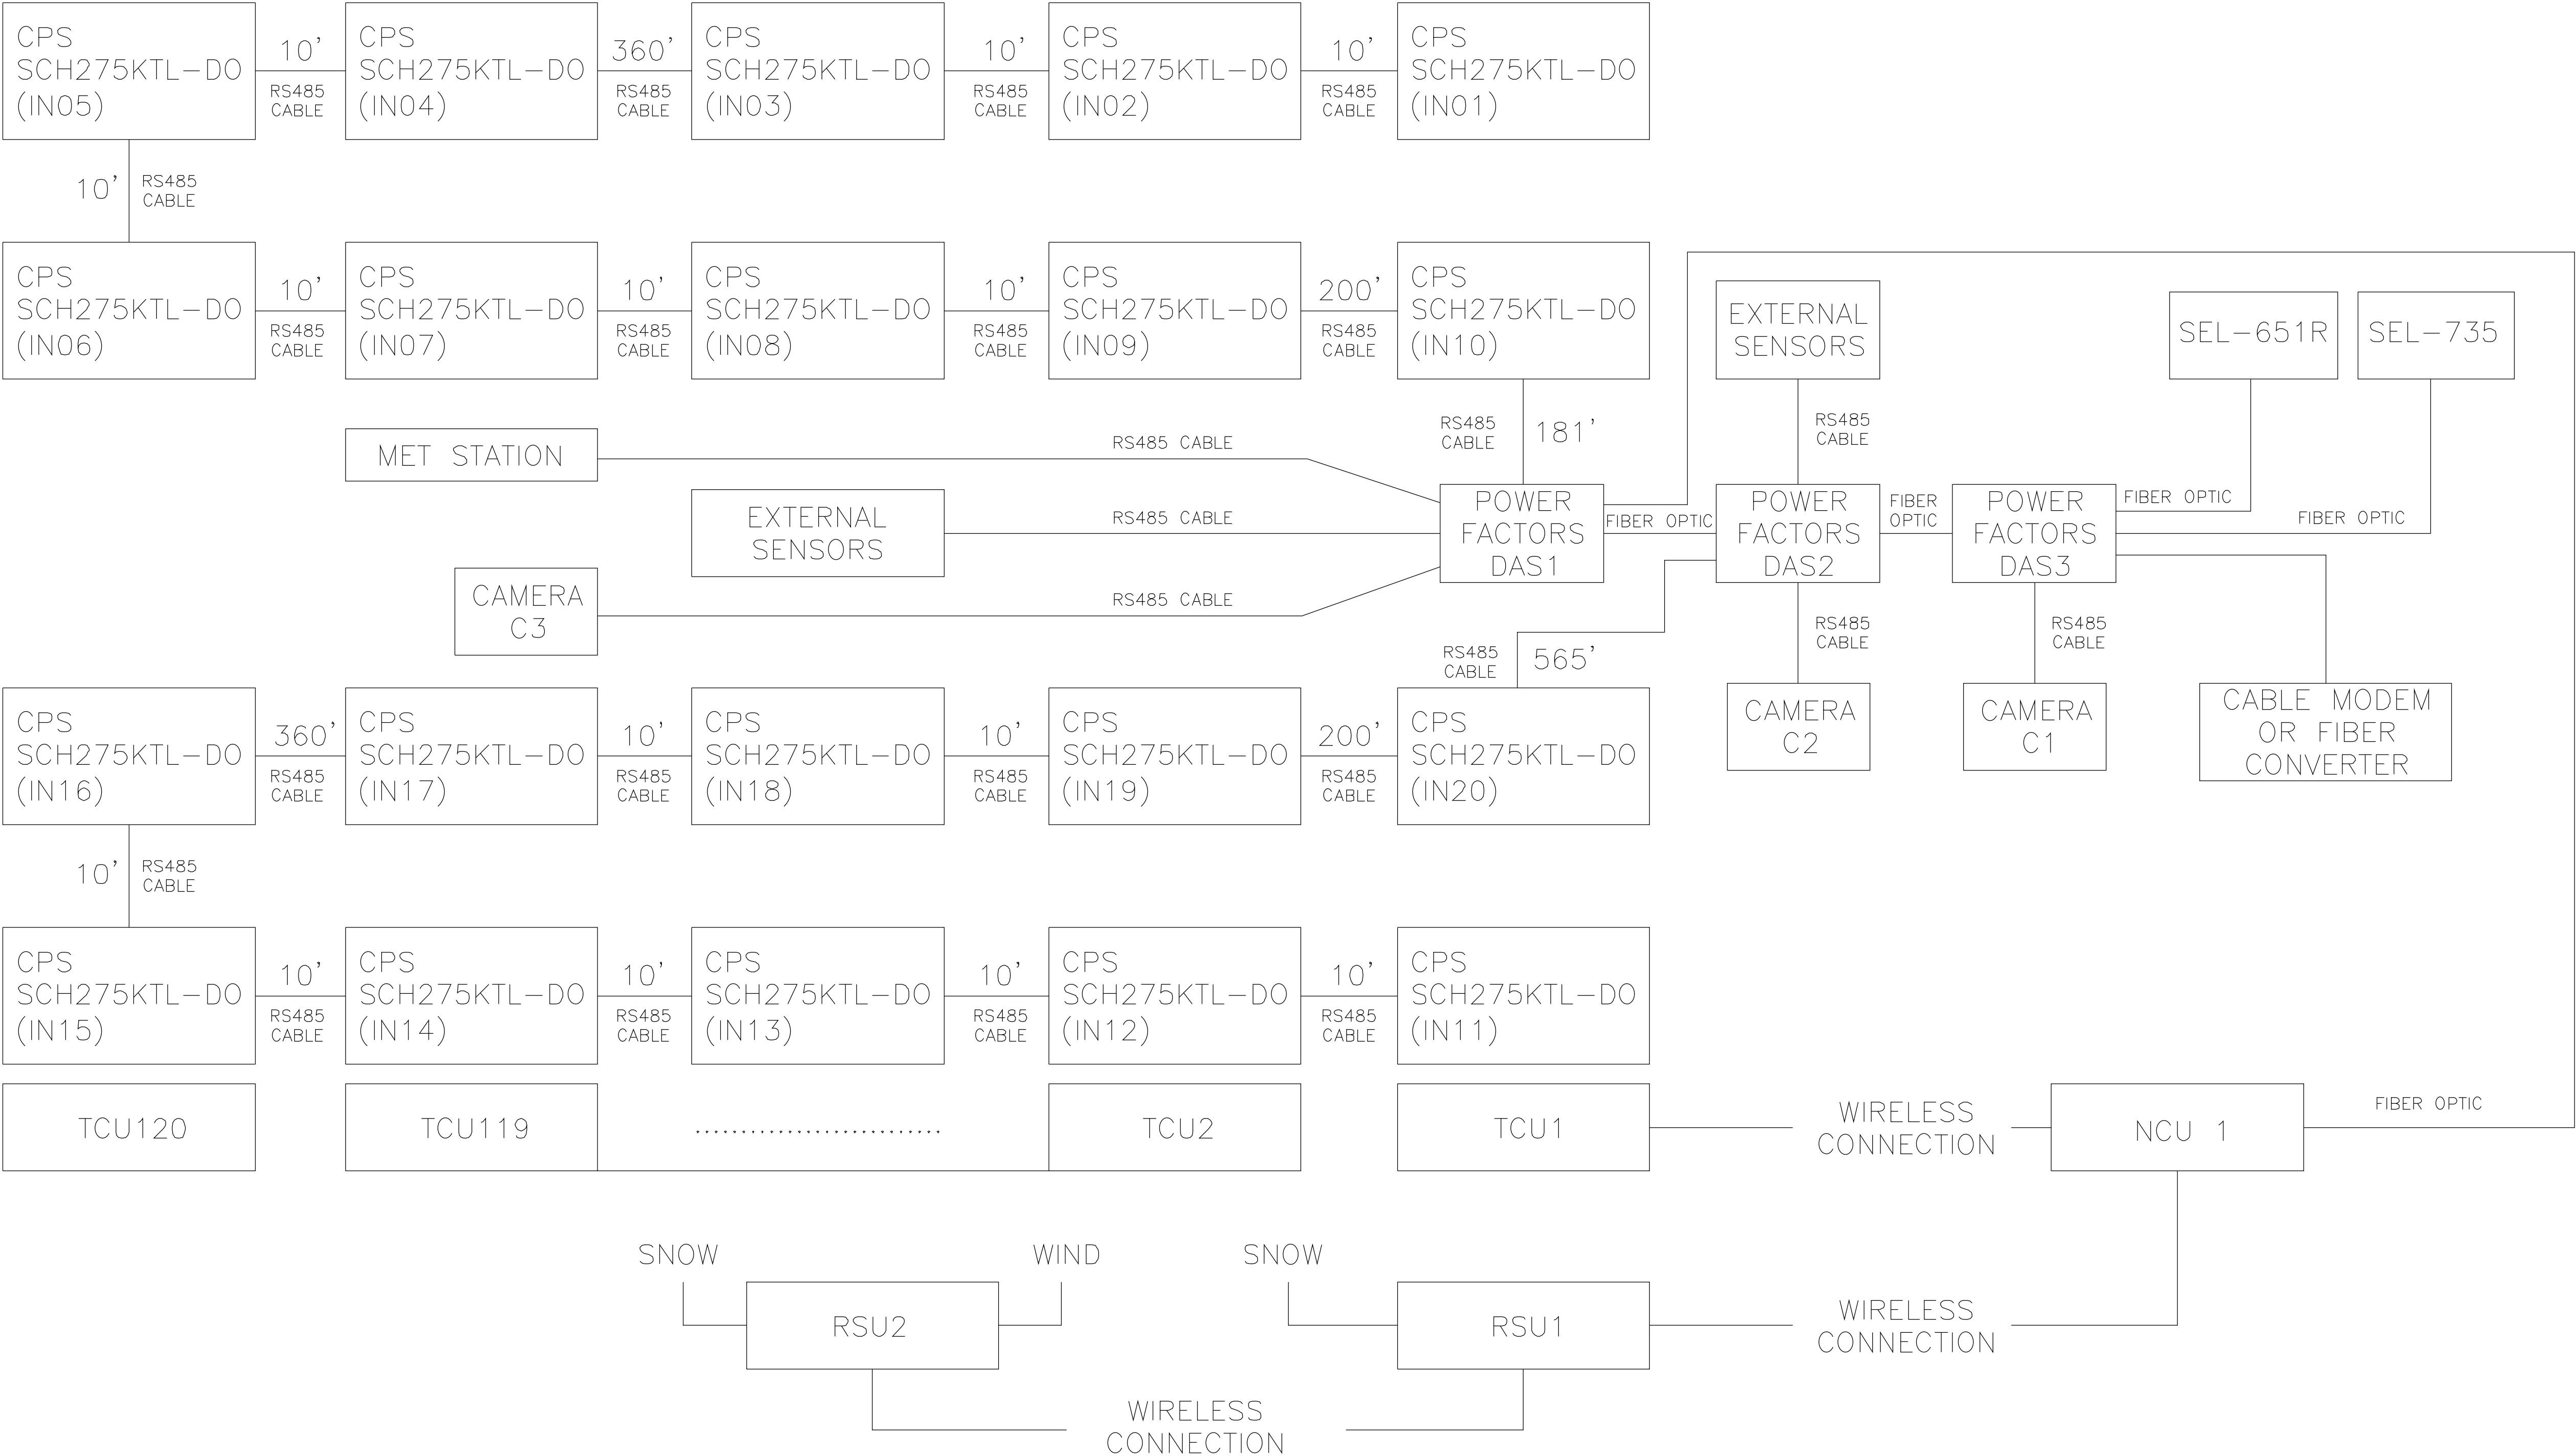 CPS
SCH275KTL-DO
(IN05)
10'
RS485
CABLE
CPS
SCH275KTL-DO
(IN04)
360'
RS485
CABLE
CPS
SCH275KTL-DO
(IN03)
10'
RS485
CABLE
CPS
SCH275KTL-DO
(IN02)
10'
RS485
CABLE
CPS
SCH275KTL-DO
(IN01)
10'
RS485
CABLE
CPS
SCH275KTL-DO
(IN06)
10'
RS485
CABLE
CPS
SCH275KTL-DO
(IN07)
10'
RS485
CABLE
CPS
SCH275KTL-DO
(IN08)
10'
RS485
CABLE
CPS
SCH275KTL-DO
(IN09)
200'
RS485
CABLE
CPS
SCH275KTL-DO
(IN10)
EXTERNAL
SENSORS
SEL-651R
SEL-735
RS485
CABLE
181'
RS485
CABLE
MET STATION
RS485 CABLE
EXTERNAL
SENSORS
RS485 CABLE
CAMERA
C3
RS485 CABLE
POWER
FACTORS
DAS1
FIBER OPTIC
POWER
FACTORS
DAS2
FIBER
OPTIC
POWER
FACTORS
DAS3
FIBER OPTIC
FIBER OPTIC
RS485
CABLE
565'
RS485
CABLE
RS485
CABLE
CAMERA
C2
CAMERA
C1
CABLE MODEM
OR FIBER
CONVERTER
CPS
SCH275KTL-DO
(IN16)
360'
RS485
CABLE
CPS
SCH275KTL-DO
(IN17)
10'
RS485
CABLE
CPS
SCH275KTL-DO
(IN18)
10'
RS485
CABLE
CPS
SCH275KTL-DO
(IN19)
200'
RS485
CABLE
CPS
SCH275KTL-DO
(IN20)
10'
RS485
CABLE
CPS
SCH275KTL-DO
(IN15)
10'
RS485
CABLE
CPS
SCH275KTL-DO
(IN14)
10'
RS485
CABLE
CPS
SCH275KTL-DO
(IN13)
10'
RS485
CABLE
CPS
SCH275KTL-DO
(IN12)
10'
RS485
CABLE
CPS
SCH275KTL-DO
(IN11)
TCU120
TCU119
...........................
TCU2
TCU1
WIRELESS
CONNECTION
NCU 1
FIBER OPTIC
SNOW
WIND
SNOW
RSU2
RSU1
WIRELESS
CONNECTION
WIRELESS
CONNECTION